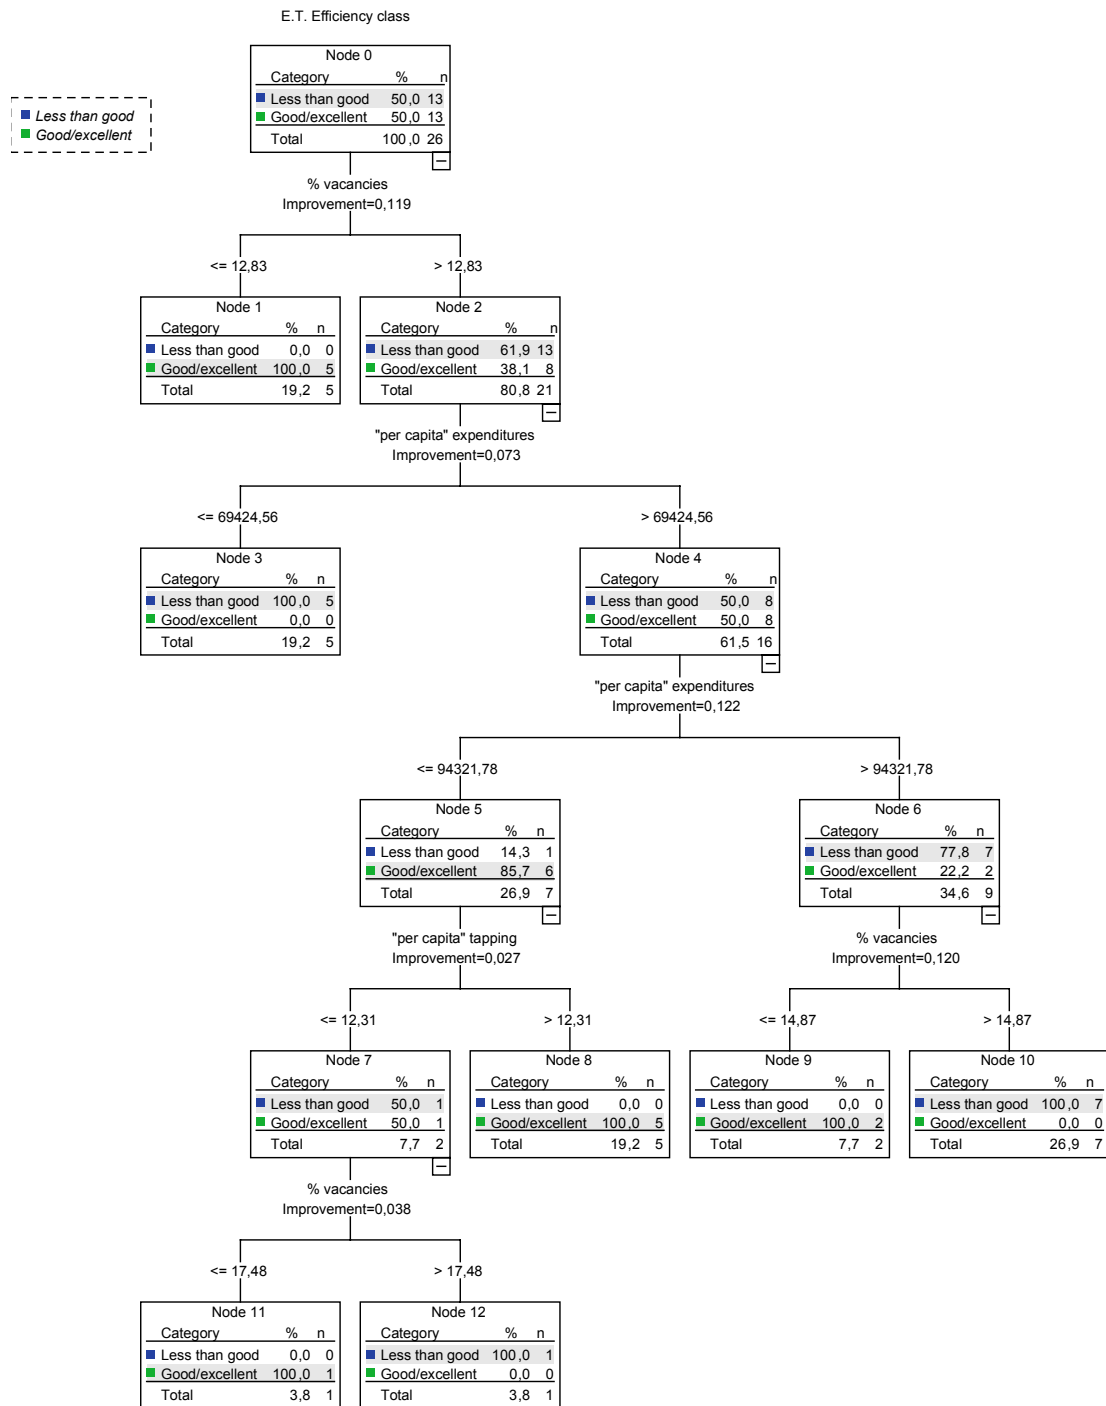 E.T. Efficiency class
Less than good
Good/excellent
Node 0
Category % n
Less than good 50,0 13
Good/excellent 50,0 13
Total 100,0 26
% vacancies
Improvement=0,119
<= 12,83 > 12,83
Node 1
Category % n
Less than good 0,0 0
Good/excellent 100,0 5
Total 19,2 5
Node 2
Category % n
Less than good 61,9 13
Good/excellent 38,1 8
Total 80,8 21
"per capita" expenditures
Improvement=0,073
<= 69424,56 > 69424,56
Node 3
Category % n
Less than good 100,0 5
Good/excellent 0,0 0
Total 19,2 5
Node 4
Category % n
Less than good 50,0 8
Good/excellent 50,0 8
Total 61,5 16
"per capita" expenditures
Improvement=0,122
<= 94321,78 > 94321,78
Node 5
Category % n
Less than good 14,3 1
Good/excellent 85,7 6
Total 26,9 7
Node 6
Category % n
Less than good 77,8 7
Good/excellent 22,2 2
Total 34,6 9
"per capita" tapping
Improvement=0,027
% vacancies
Improvement=0,120
<= 12,31 > 12,31 <= 14,87 > 14,87
Node 7
Category % n
Less than good 50,0 1
Good/excellent 50,0 1
Total 7,7 2
Node 8
Category % n
Less than good 0,0 0
Good/excellent 100,0 5
Total 19,2 5
Node 9
Category % n
Less than good 0,0 0
Good/excellent 100,0 2
Total 7,7 2
Node 10
Category % n
Less than good 100,0 7
Good/excellent 0,0 0
Total 26,9 7
% vacancies
Improvement=0,038
<= 17,48 > 17,48
Node 11
Category % n
Less than good 0,0 0
Good/excellent 100,0 1
Total 3,8 1
Node 12
Category % n
Less than good 100,0 1
Good/excellent 0,0 0
Total 3,8 1